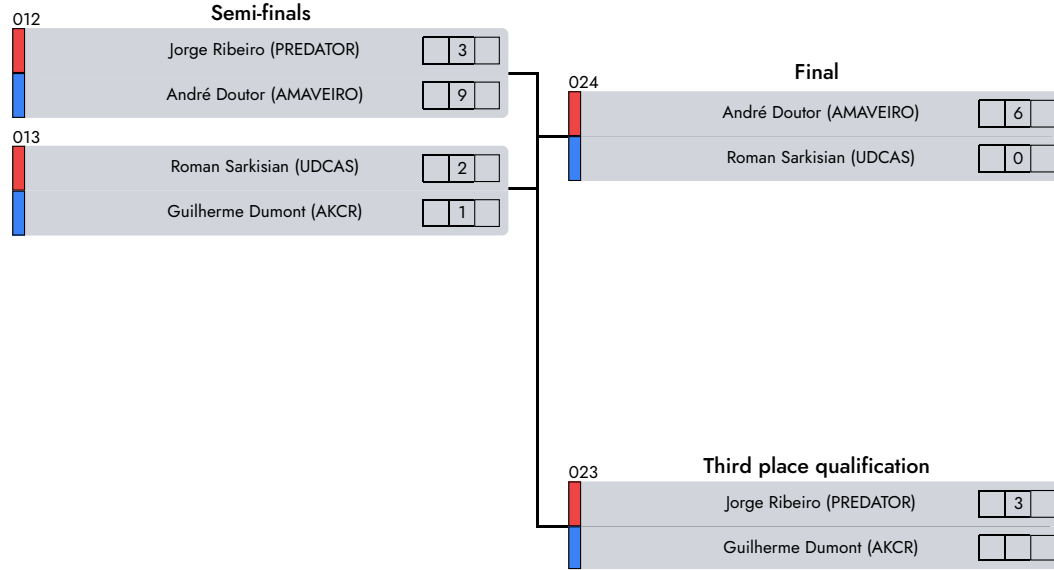 Semi-finals
012
Jorge Ribeiro (PREDATOR) 3
André Doutor (AMAVEIRO) 9
013
Roman Sarkisian (UDCAS) 2
Guilherme Dumont (AKCR) 1
Final
024
André Doutor (AMAVEIRO) 6
Roman Sarkisian (UDCAS) 0
Third place qualification
023
Jorge Ribeiro (PREDATOR) 3
Guilherme Dumont (AKCR)